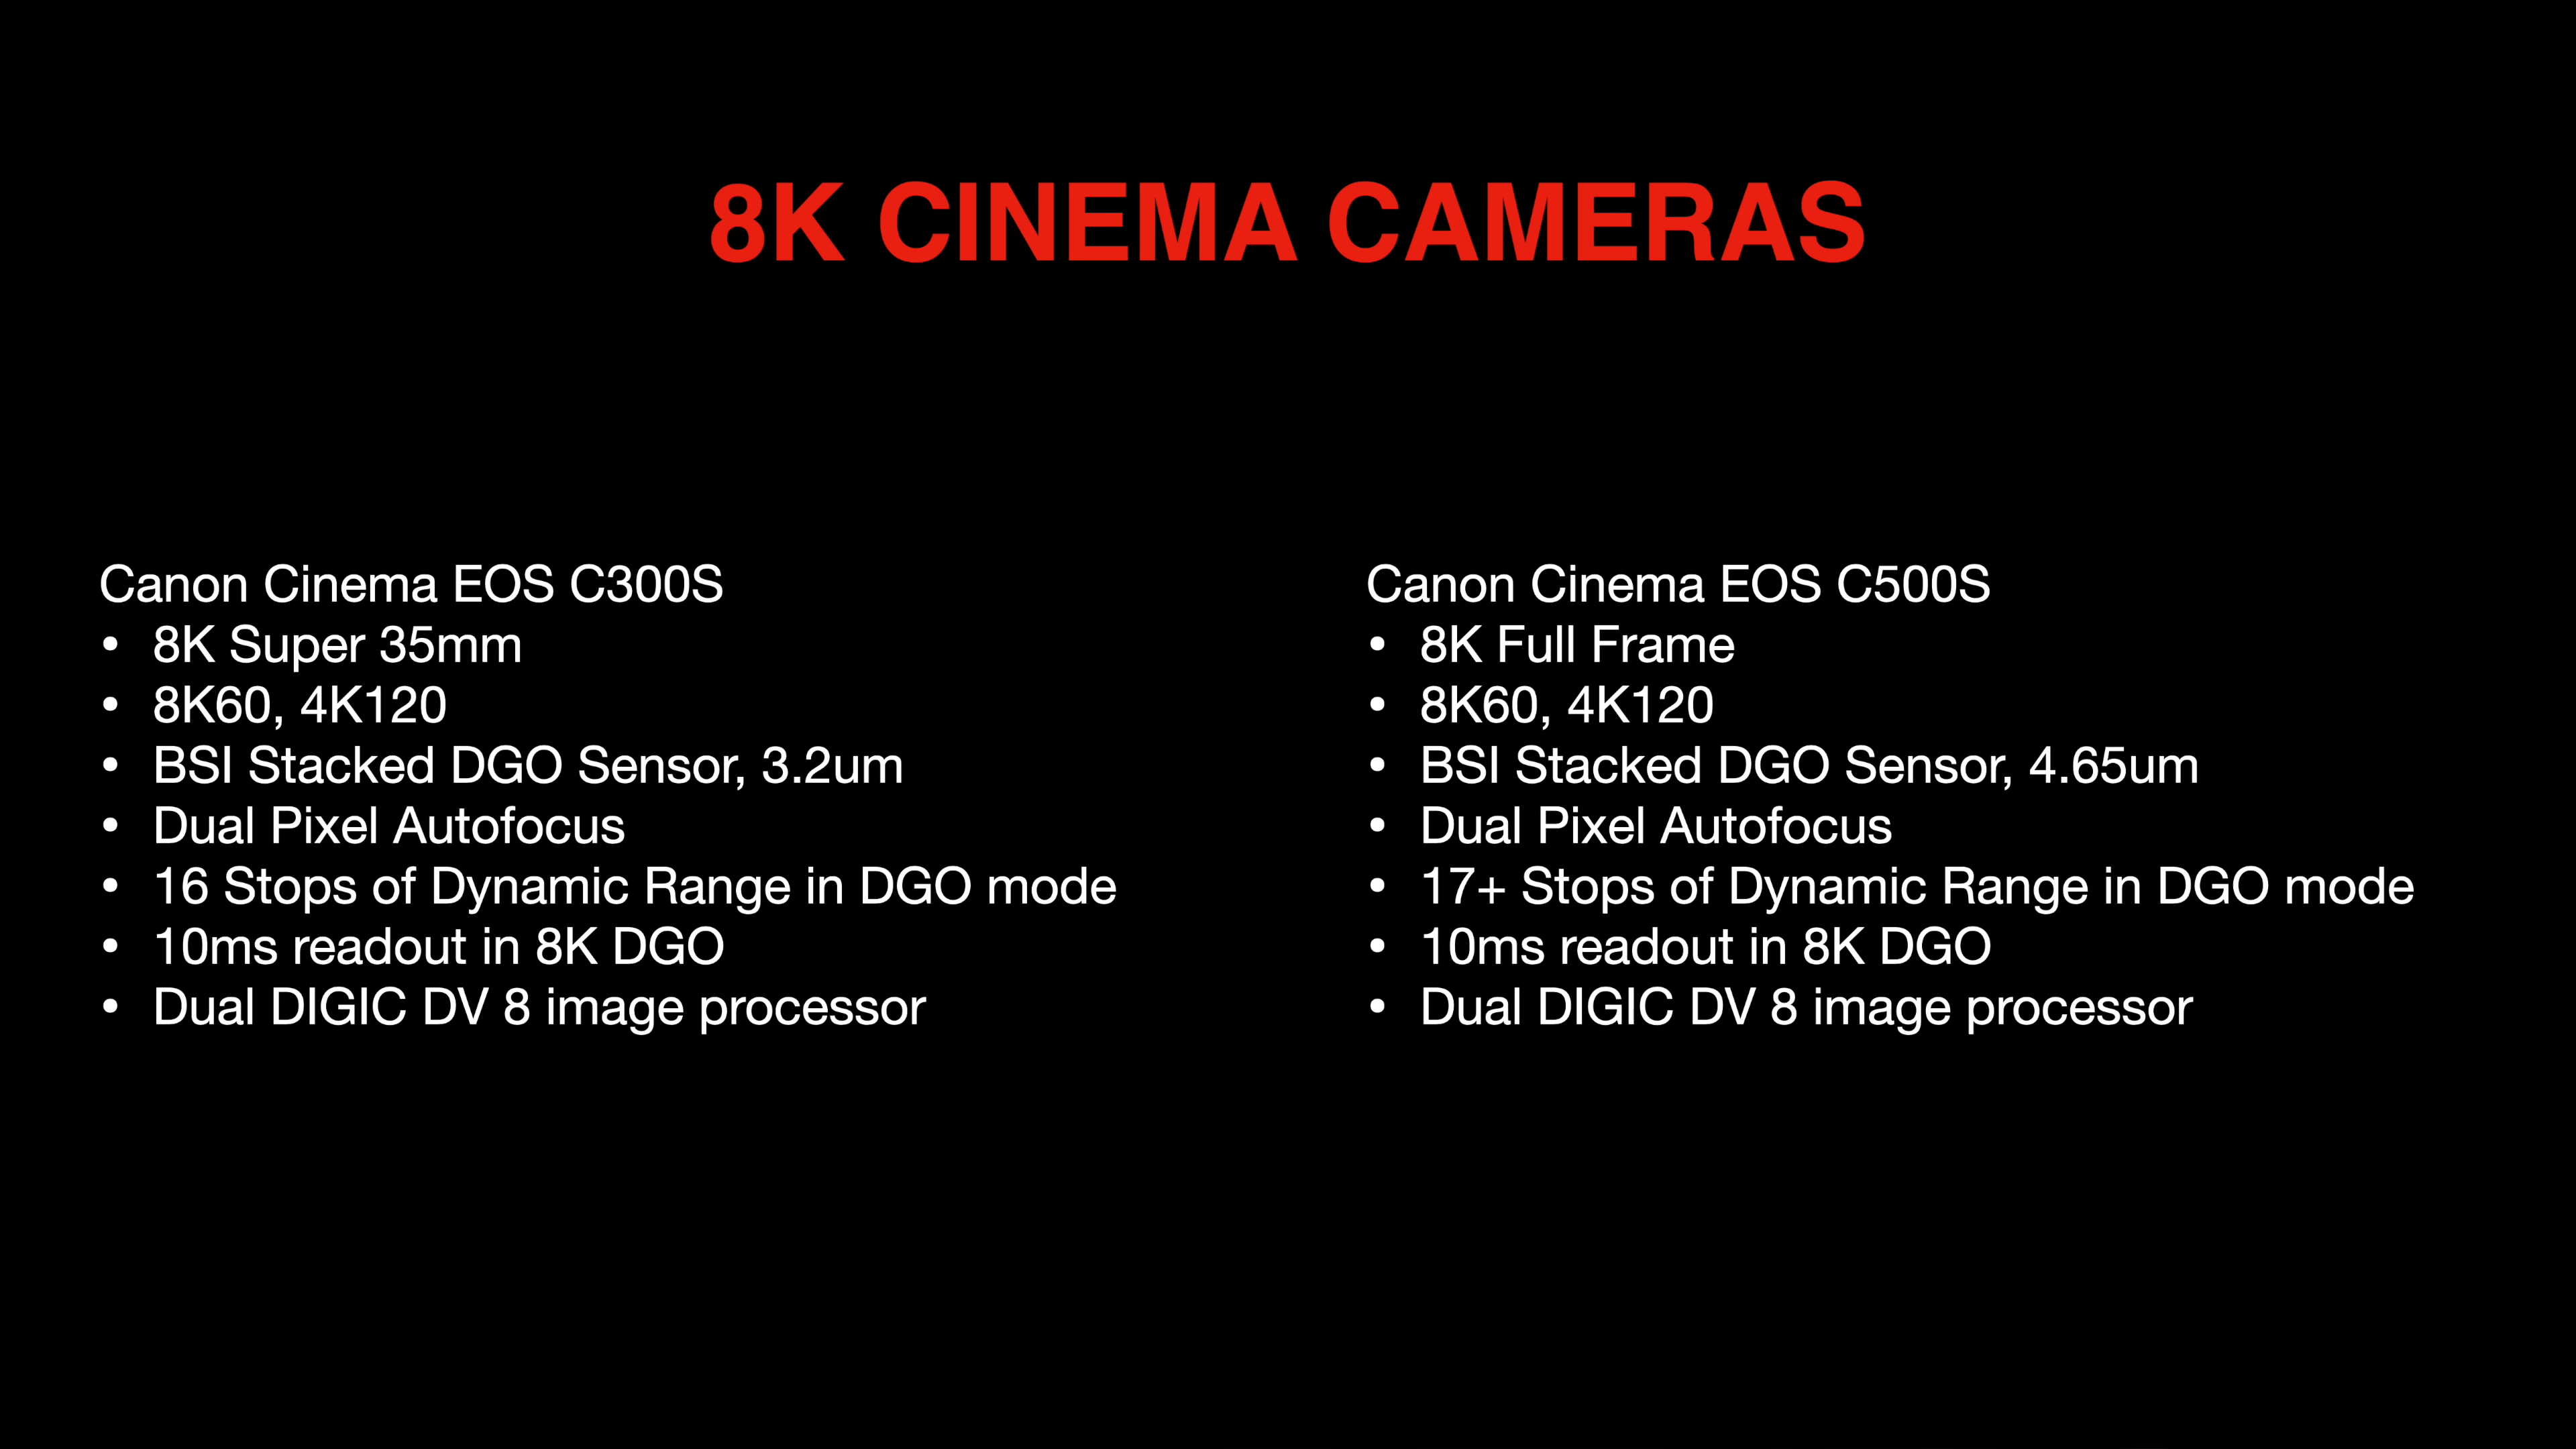 8K CINEMA CAMERAS
Canon Cinema EOS C300S
• 8K Super 35mm
• 8K60, 4K120
• BSI Stacked DGO Sensor, 3.2um
• Dual Pixel Autofocus
• 16 Stops of Dynamic Range in DGO mode
• 10ms readout in 8K DGO
• Dual DIGIC DV 8 image processor
Canon Cinema EOS C500S
• 8K Full Frame
• 8K60, 4K120
• BSI Stacked DGO Sensor, 4.65um
• Dual Pixel Autofocus
• 17+ Stops of Dynamic Range in DGO mode
• 10ms readout in 8K DGO
• Dual DIGIC DV 8 image processor